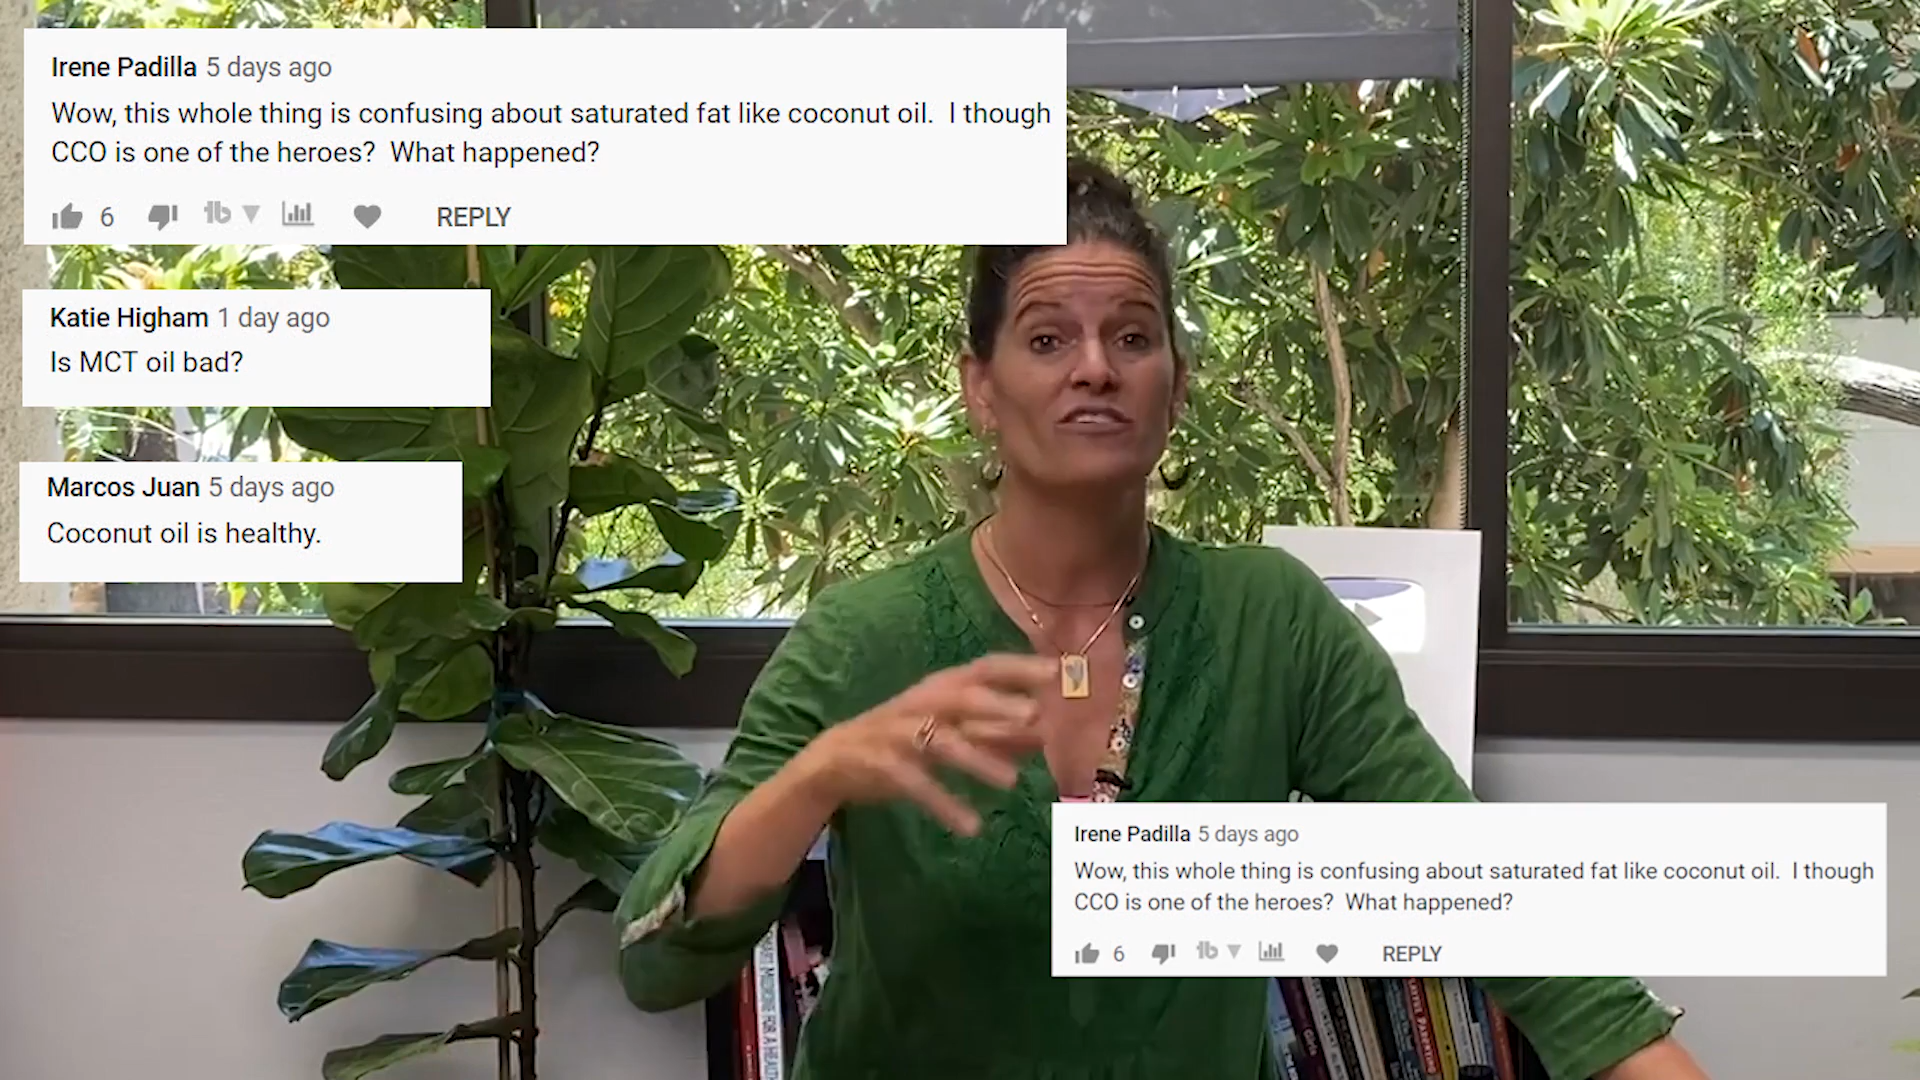 Irene Padilla 5 days ago
Wow, this whole thing is confusing about saturated fat like coconut oil. I though
CCO is one of the heroes? What happened?
6 REPLY
Katie Higham 1 day ago
Is MCT oil bad?
Marcos Juan 5 days ago
Coconut oil is healthy.
Irene Padilla 5 days ago
Wow, this whole thing is confusing about saturated fat like coconut oil. I though
CCO is one of the heroes? What happened?
6 REPLY